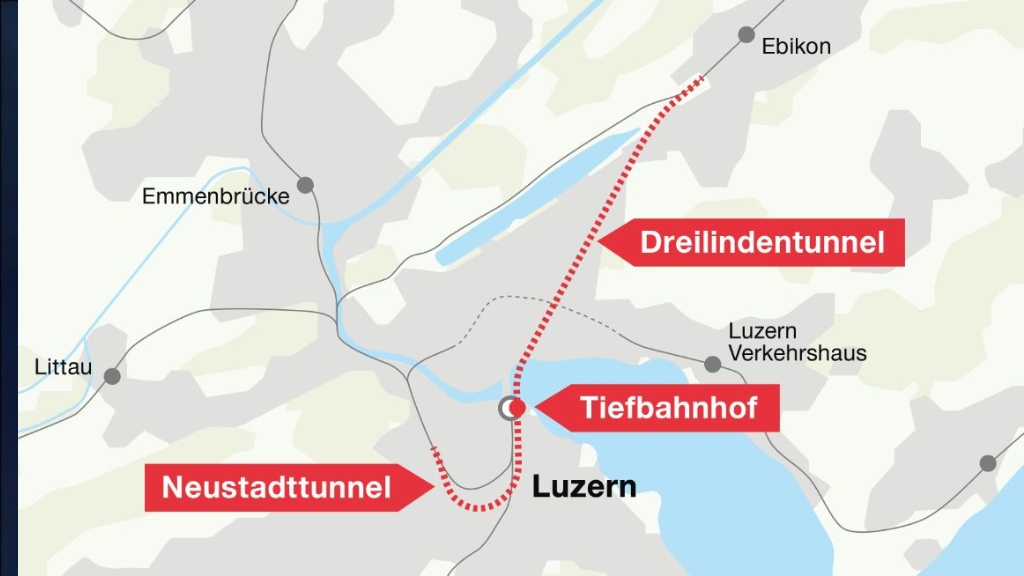 Ebikon
Emmenbrücke
Dreilindentunnel
Luzern
Verkehrshaus
Littau
Tiefbahnhof
Neustadttunnel
Luzern